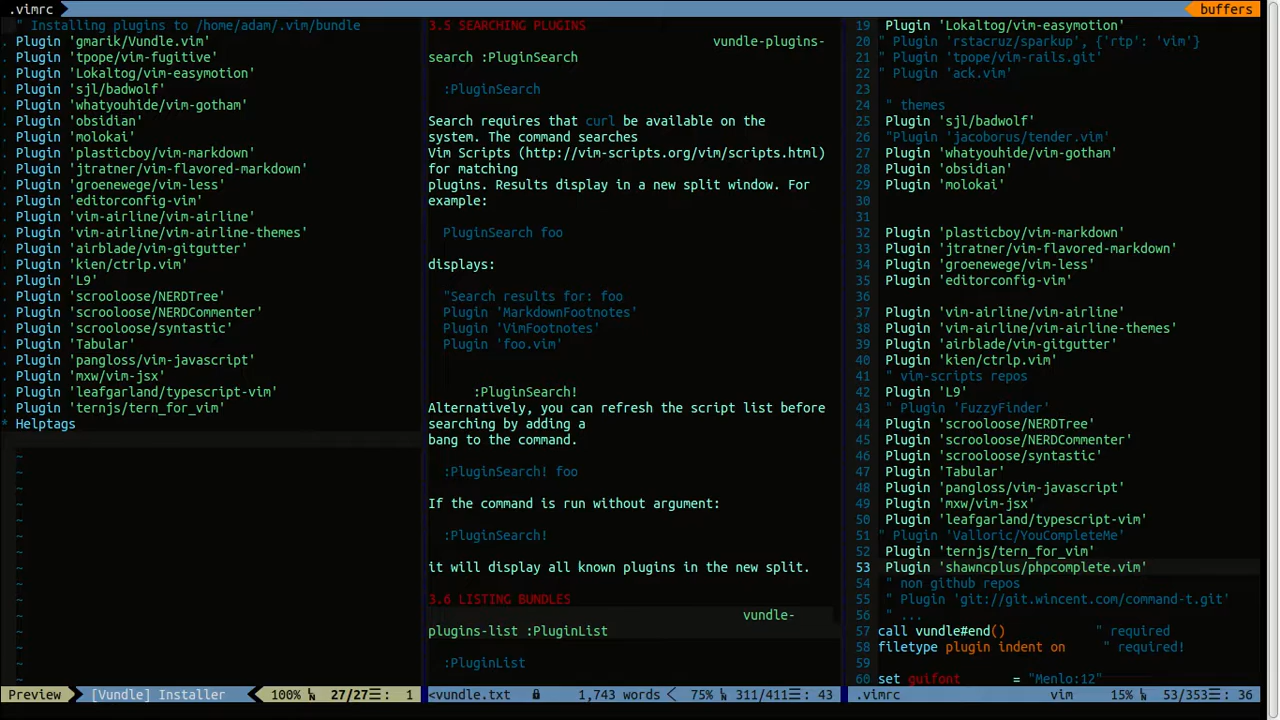 .vimrc
buffers
" Installing plugins to /home/adam/.vim/bundle
. Plugin 'gmarik/Vundle.vim'
. Plugin 'tpope/vim-fugitive'
. Plugin 'Lokaltog/vim-easymotion'
. Plugin 'sjl/badwolf'
. Plugin 'whatyouhide/vim-gotham'
. Plugin 'obsidian'
. Plugin 'molokai'
. Plugin 'plasticboy/vim-markdown'
. Plugin 'jtratner/vim-flavored-markdown'
. Plugin 'groenewege/vim-less'
. Plugin 'editorconfig-vim'
. Plugin 'vim-airline/vim-airline'
. Plugin 'vim-airline/vim-airline-themes'
. Plugin 'airblade/vim-gitgutter'
. Plugin 'kien/ctrlp.vim'
. Plugin 'L9'
. Plugin 'scrooloose/NERDTree'
. Plugin 'scrooloose/NERDCommenter'
. Plugin 'scrooloose/syntastic'
. Plugin 'Tabular'
. Plugin 'pangloss/vim-javascript'
. Plugin 'mxw/vim-jsx'
. Plugin 'leafgarland/typescript-vim'
. Plugin 'ternjs/tern_for_vim'
* Helptags
~
~
~
~
~
~
~
~
~
~
~
~
~
~
Preview [Vundle] Installer 100% 27/27☰: 1
3.5 SEARCHING PLUGINS
vundle-plugins-
search :PluginSearch
:PluginSearch
Search requires that curl be available on the
system. The command searches
Vim Scripts (http://vim-scripts.org/vim/scripts.html)
for matching
plugins. Results display in a new split window. For
example:
PluginSearch foo
displays:
"Search results for: foo
Plugin 'MarkdownFootnotes'
Plugin 'VimFootnotes'
Plugin 'foo.vim'
:PluginSearch!
Alternatively, you can refresh the script list before
searching by adding a
bang to the command.
:PluginSearch! foo
If the command is run without argument:
:PluginSearch!
it will display all known plugins in the new split.
3.6 LISTING BUNDLES
vundle-
plugins-list :PluginList
:PluginList
<vundle.txt 1,743 words < 75% 311/411☰: 43
19 Plugin 'Lokaltog/vim-easymotion'
20 " Plugin 'rstacruz/sparkup', {'rtp': 'vim'}
21 " Plugin 'tpope/vim-rails.git'
22 " Plugin 'ack.vim'
23
24 " themes
25 Plugin 'sjl/badwolf'
26 "Plugin 'jacoborus/tender.vim'
27 Plugin 'whatyouhide/vim-gotham'
28 Plugin 'obsidian'
29 Plugin 'molokai'
30
31
32 Plugin 'plasticboy/vim-markdown'
33 Plugin 'jtratner/vim-flavored-markdown'
34 Plugin 'groenewege/vim-less'
35 Plugin 'editorconfig-vim'
36
37 Plugin 'vim-airline/vim-airline'
38 Plugin 'vim-airline/vim-airline-themes'
39 Plugin 'airblade/vim-gitgutter'
40 Plugin 'kien/ctrlp.vim'
41 " vim-scripts repos
42 Plugin 'L9'
43 " Plugin 'FuzzyFinder'
44 Plugin 'scrooloose/NERDTree'
45 Plugin 'scrooloose/NERDCommenter'
46 Plugin 'scrooloose/syntastic'
47 Plugin 'Tabular'
48 Plugin 'pangloss/vim-javascript'
49 Plugin 'mxw/vim-jsx'
50 Plugin 'leafgarland/typescript-vim'
51 " Plugin 'Valloric/YouCompleteMe'
52 Plugin 'ternjs/tern_for_vim'
53 Plugin 'shawncplus/phpcomplete.vim'
54 " non github repos
55 " Plugin 'git://git.wincent.com/command-t.git'
56 " ...
57 call vundle#end() " required
58 filetype plugin indent on " required!
59
60 set guifont = "Menlo:12"
.vimrc vim 15% 53/353☰: 36